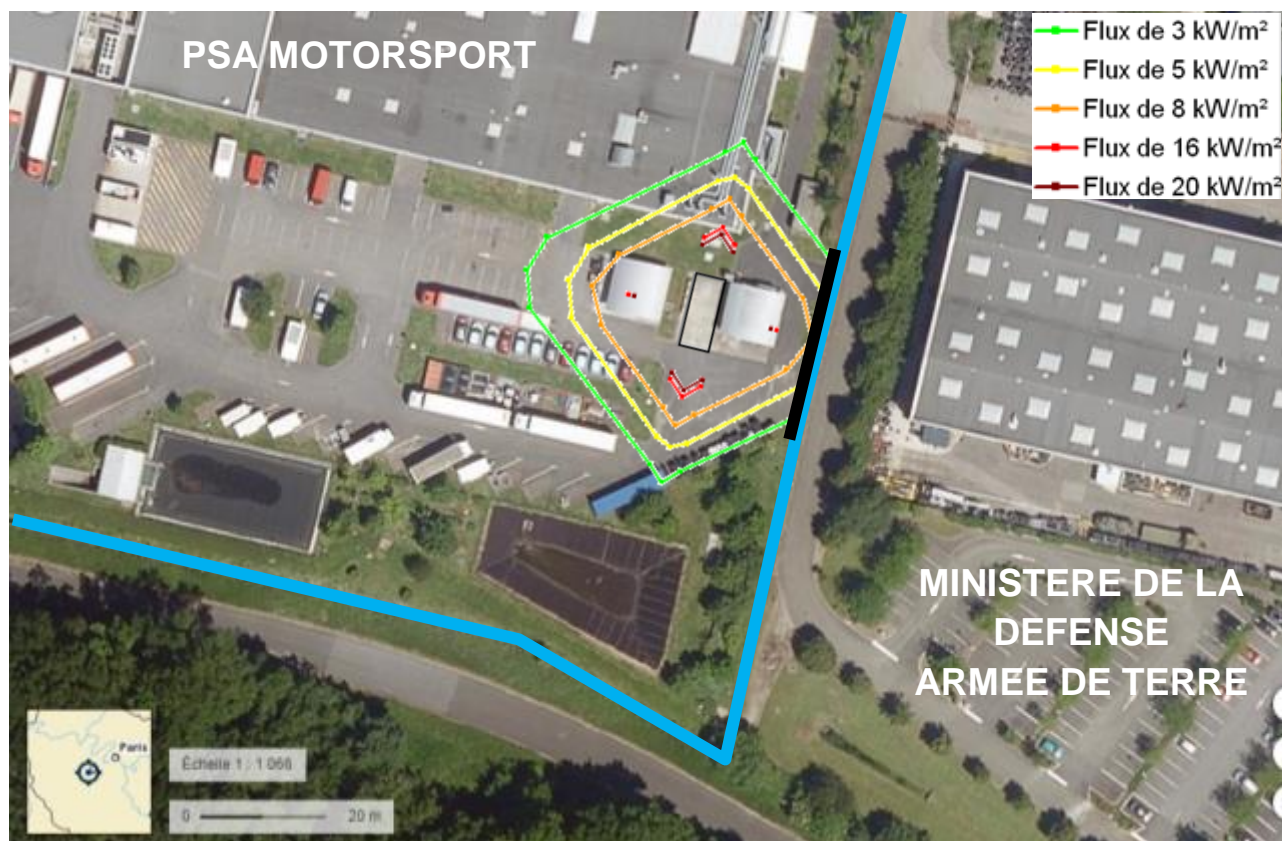 PSA MOTORSPORT
Flux de 3 kW/m²
Flux de 5 kW/m²
Flux de 8 kW/m²
Flux de 16 kW/m²
Flux de 20 kW/m²
MINISTERE DE LA
DEFENSE
ARMEE DE TERRE
Paris
Échelle 1 : 1 066
0 20 m